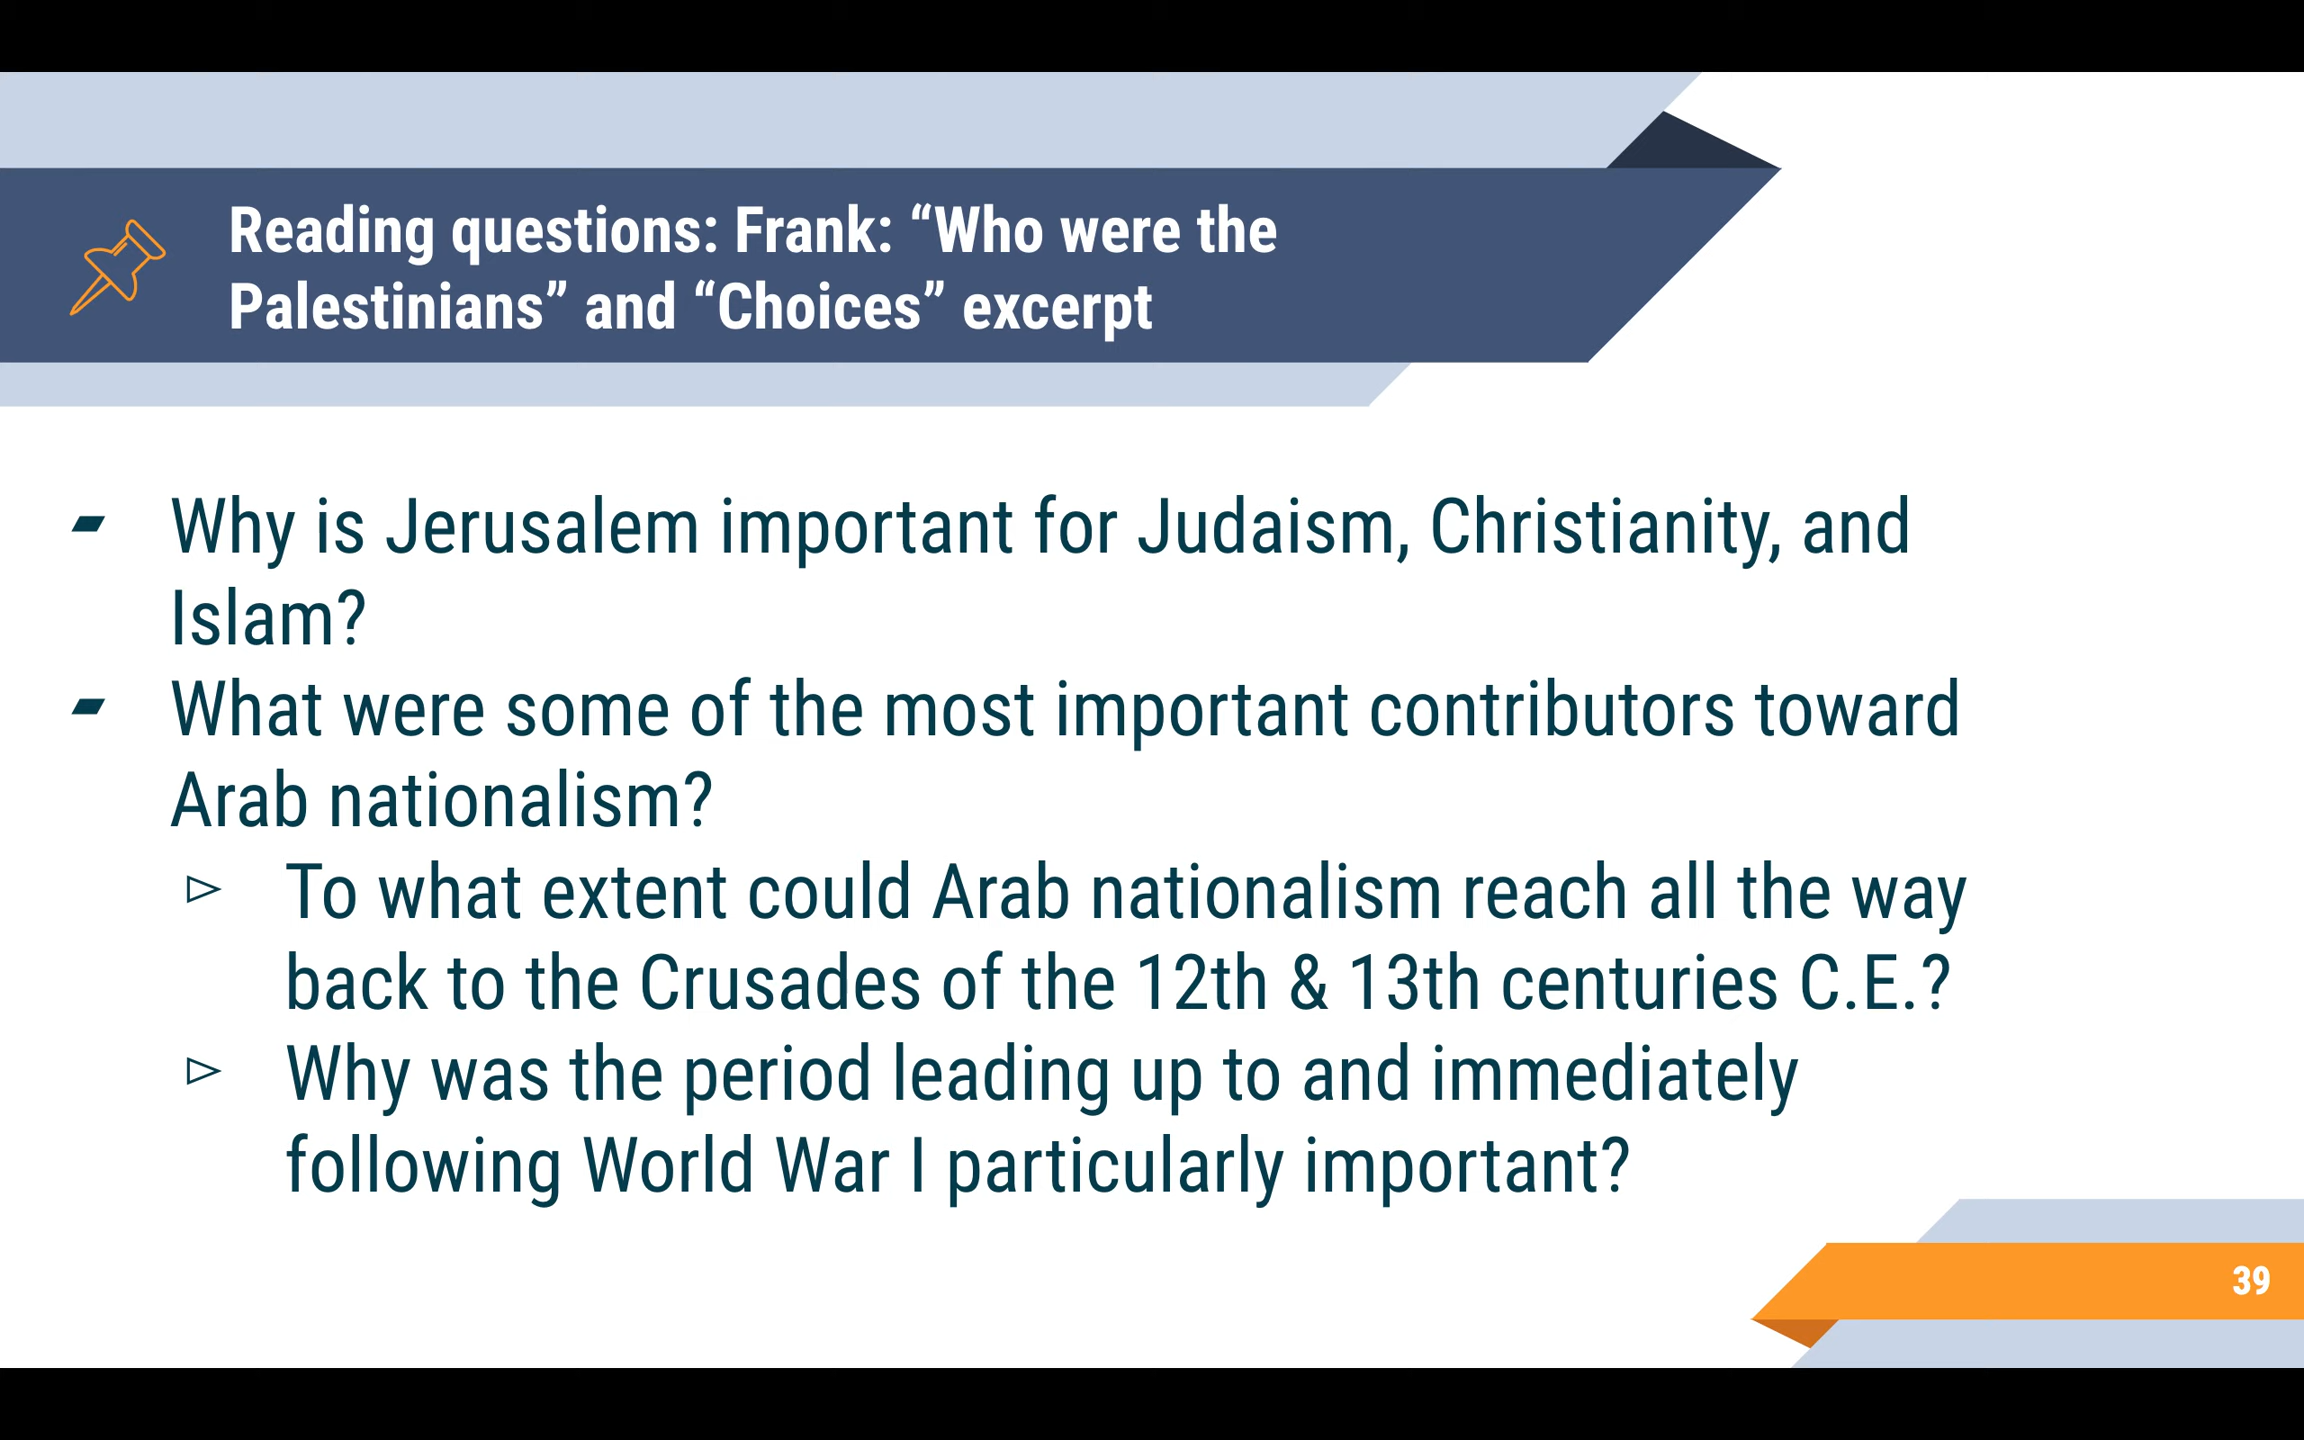 Reading questions: Frank: “Who were the
Palestinians” and “Choices” excerpt
Why is Jerusalem important for Judaism, Christianity, and
Islam?
What were some of the most important contributors toward
Arab nationalism?
To what extent could Arab nationalism reach all the way
back to the Crusades of the 12th & 13th centuries C.E.?
Why was the period leading up to and immediately
following World War I particularly important?
39